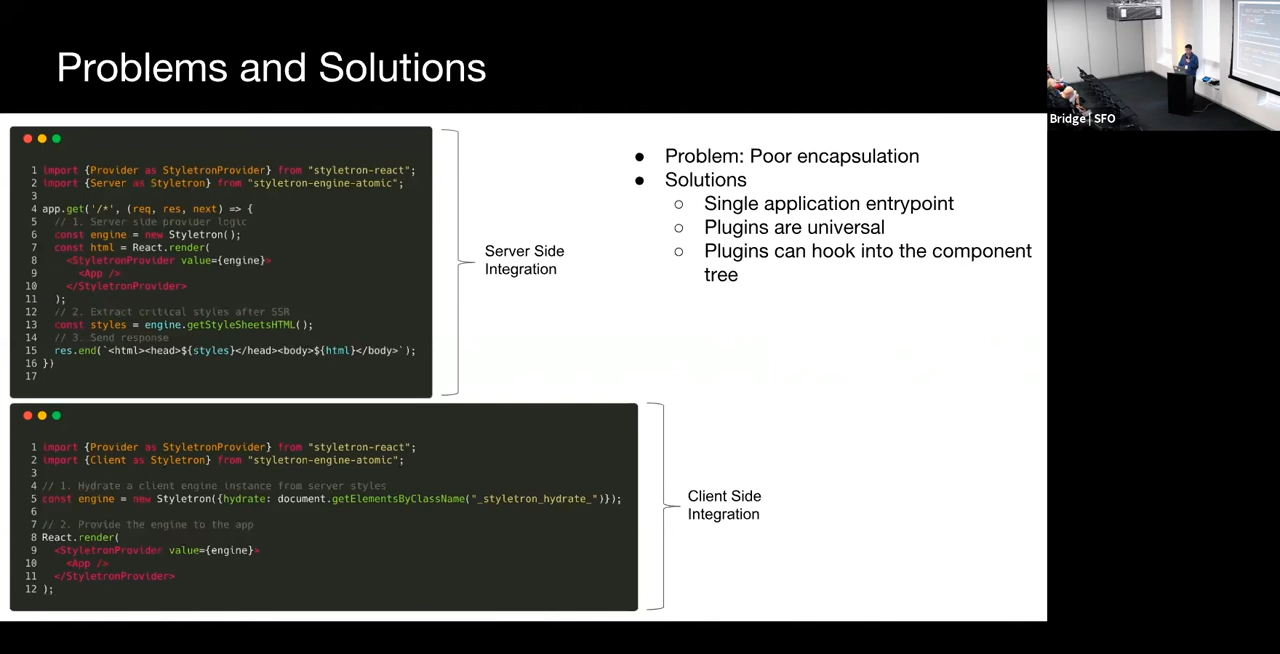 Problems and Solutions
1 import {Provider as StyletronProvider} from "styletron-react";
2 import {Server as Styletron} from "styletron-engine-atomic";
3
4 app.get('/*', (req, res, next) => {
5 // 1. Server side provider logic
6 const engine = new Styletron();
7 const html = React.render(
8 <StyletronProvider value={engine}>
9 <App />
10 </StyletronProvider>
11 );
12 // 2. Extract critical styles after SSR
13 const styles = engine.getStyleSheetsHTML();
14 // 3. Send response
15 res.end(`<html><head>${styles}</head><body>${html}</body>`);
16 })
17
Server Side
Integration
1 import {Provider as StyletronProvider} from "styletron-react";
2 import {Client as Styletron} from "styletron-engine-atomic";
3
4 // 1. Hydrate a client engine instance from server styles
5 const engine = new Styletron({hydrate: document.getElementsByClassName("_styletron_hydrate_")});
6
7 // 2. Provide the engine to the app
8 React.render(
9 <StyletronProvider value={engine}>
10 <App />
11 </StyletronProvider>
12 );
Client Side
Integration
● Problem: Poor encapsulation
● Solutions
○ Single application entrypoint
○ Plugins are universal
○ Plugins can hook into the component
tree
Bridge | SFO